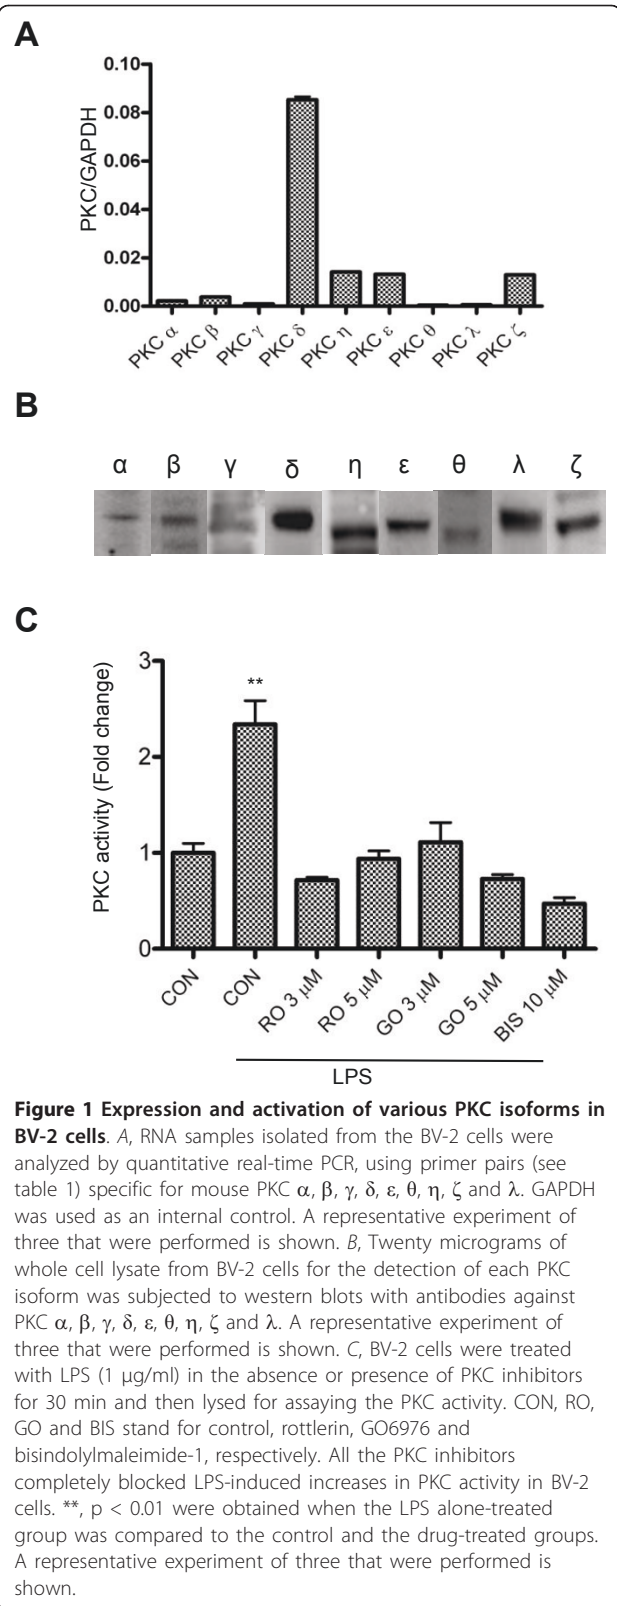 A
PKC/GAPDH
0.10
0.08
0.06
0.04
0.02
0.00
PKC α
PKC β
PKC γ
PKC δ
PKC η
PKC ε
PKC θ
PKC λ
PKC ζ
B
α β γ δ η ε θ λ ζ
C
PKC activity (Fold change)
3
2
1
0
**
CON
CON
RO 3 μM
RO 5 μM
GO 3 μM
GO 5 μM
BIS 10 μM
LPS
Figure 1 Expression and activation of various PKC isoforms in
BV-2 cells. A, RNA samples isolated from the BV-2 cells were
analyzed by quantitative real-time PCR, using primer pairs (see
table 1) specific for mouse PKC α, β, γ, δ, ε, θ, η, ζ and λ. GAPDH
was used as an internal control. A representative experiment of
three that were performed is shown. B, Twenty micrograms of
whole cell lysate from BV-2 cells for the detection of each PKC
isoform was subjected to western blots with antibodies against
PKC α, β, γ, δ, ε, θ, η, ζ and λ. A representative experiment of
three that were performed is shown. C, BV-2 cells were treated
with LPS (1 μg/ml) in the absence or presence of PKC inhibitors
for 30 min and then lysed for assaying the PKC activity. CON, RO,
GO and BIS stand for control, rottlerin, GO6976 and
bisindolylmaleimide-1, respectively. All the PKC inhibitors
completely blocked LPS-induced increases in PKC activity in BV-2
cells. **, p < 0.01 were obtained when the LPS alone-treated
group was compared to the control and the drug-treated groups.
A representative experiment of three that were performed is
shown.